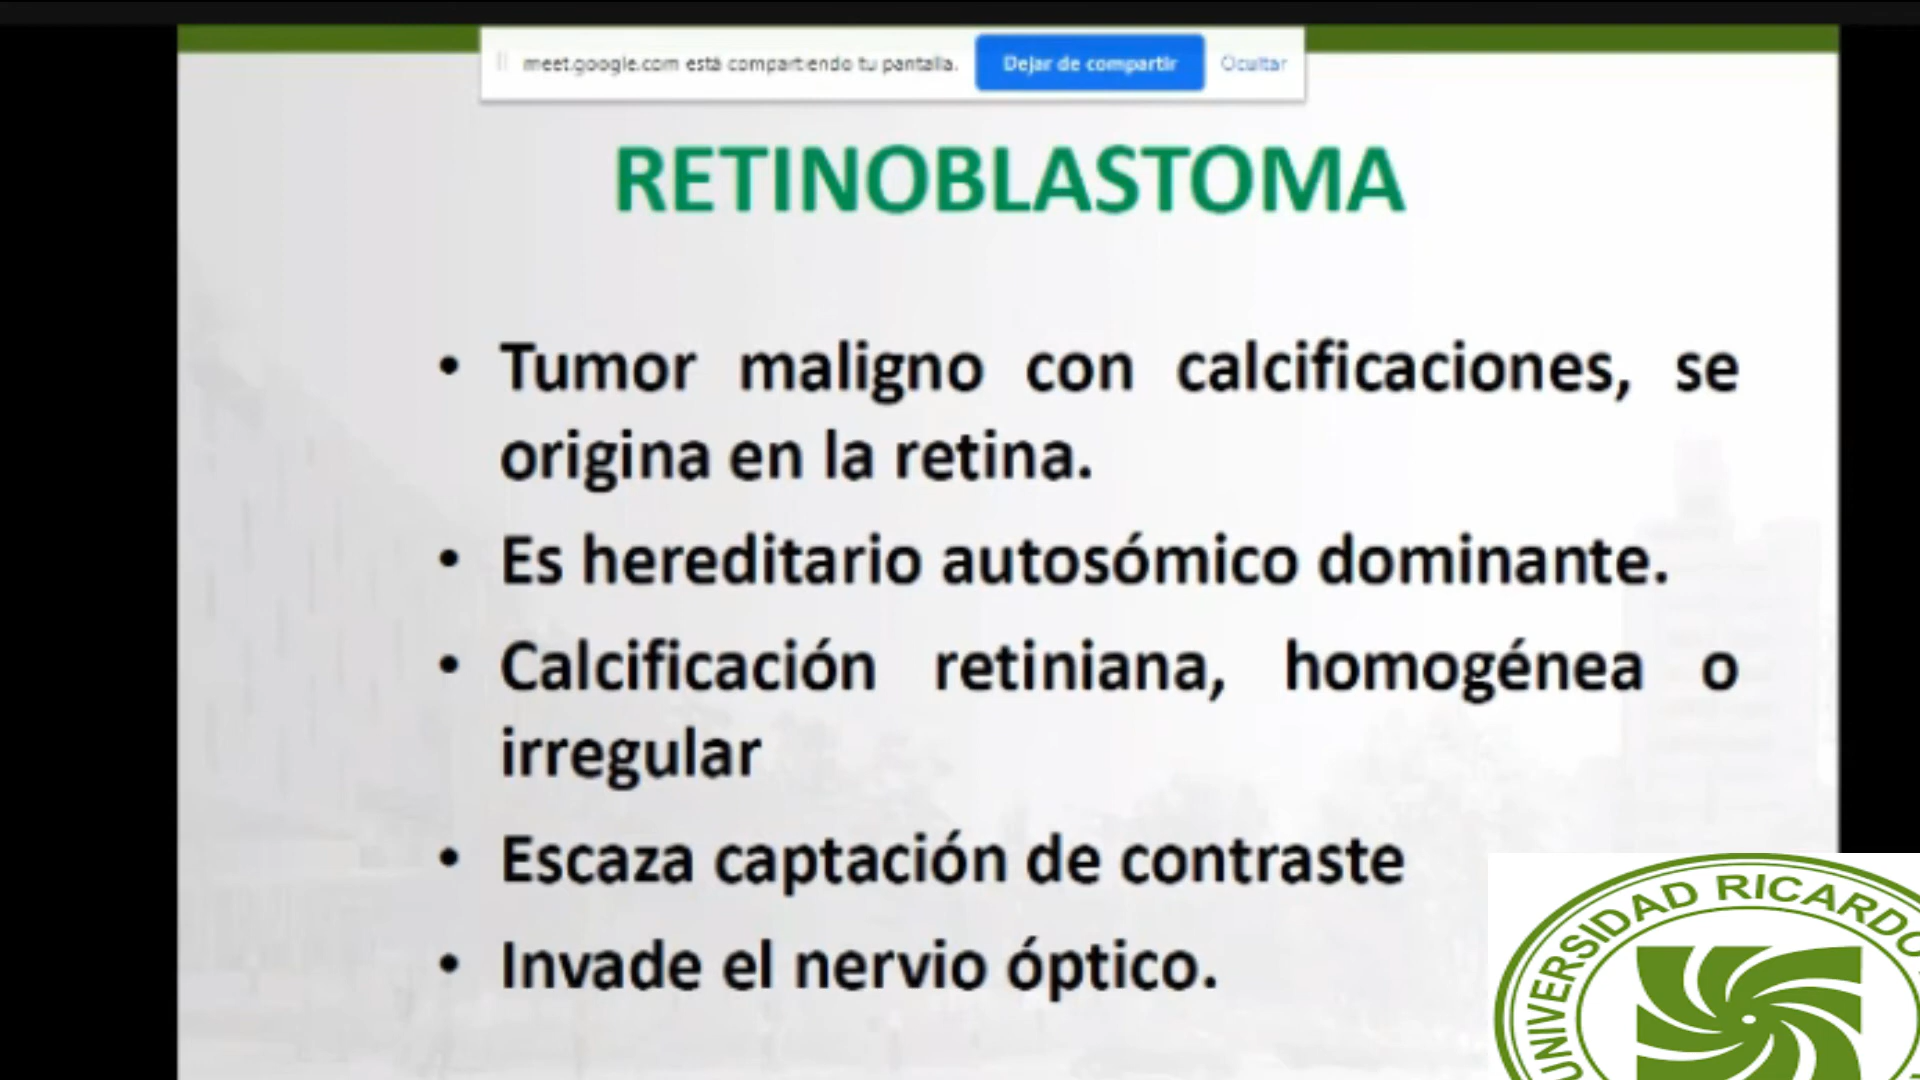 meet.google.com está compartiendo tu pantalla. Dejar de compartir Ocultar
RETINOBLASTOMA
• Tumor maligno con calcificaciones, se
origina en la retina.
• Es hereditario autosómico dominante.
• Calcificación retiniana, homogénea o
irregular
• Escaza captación de contraste
• Invade el nervio óptico.
UNIVERSIDAD RICARDO